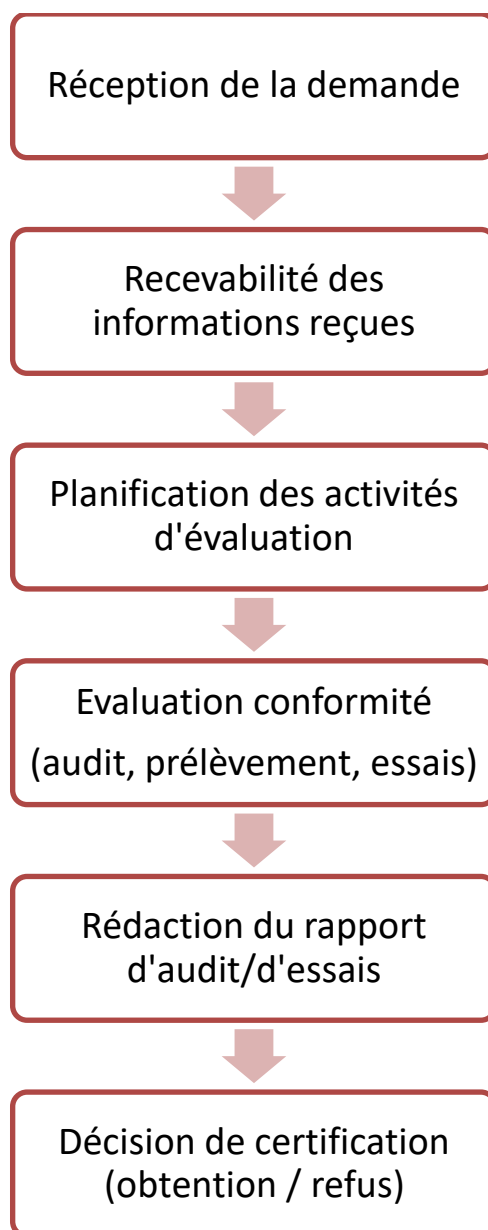 Réception de la demande
Recevabilité des
informations reçues
Planification des activités
d'évaluation
Evaluation conformité
(audit, prélèvement, essais)
Rédaction du rapport
d'audit/d'essais
Décision de certification
(obtention / refus)